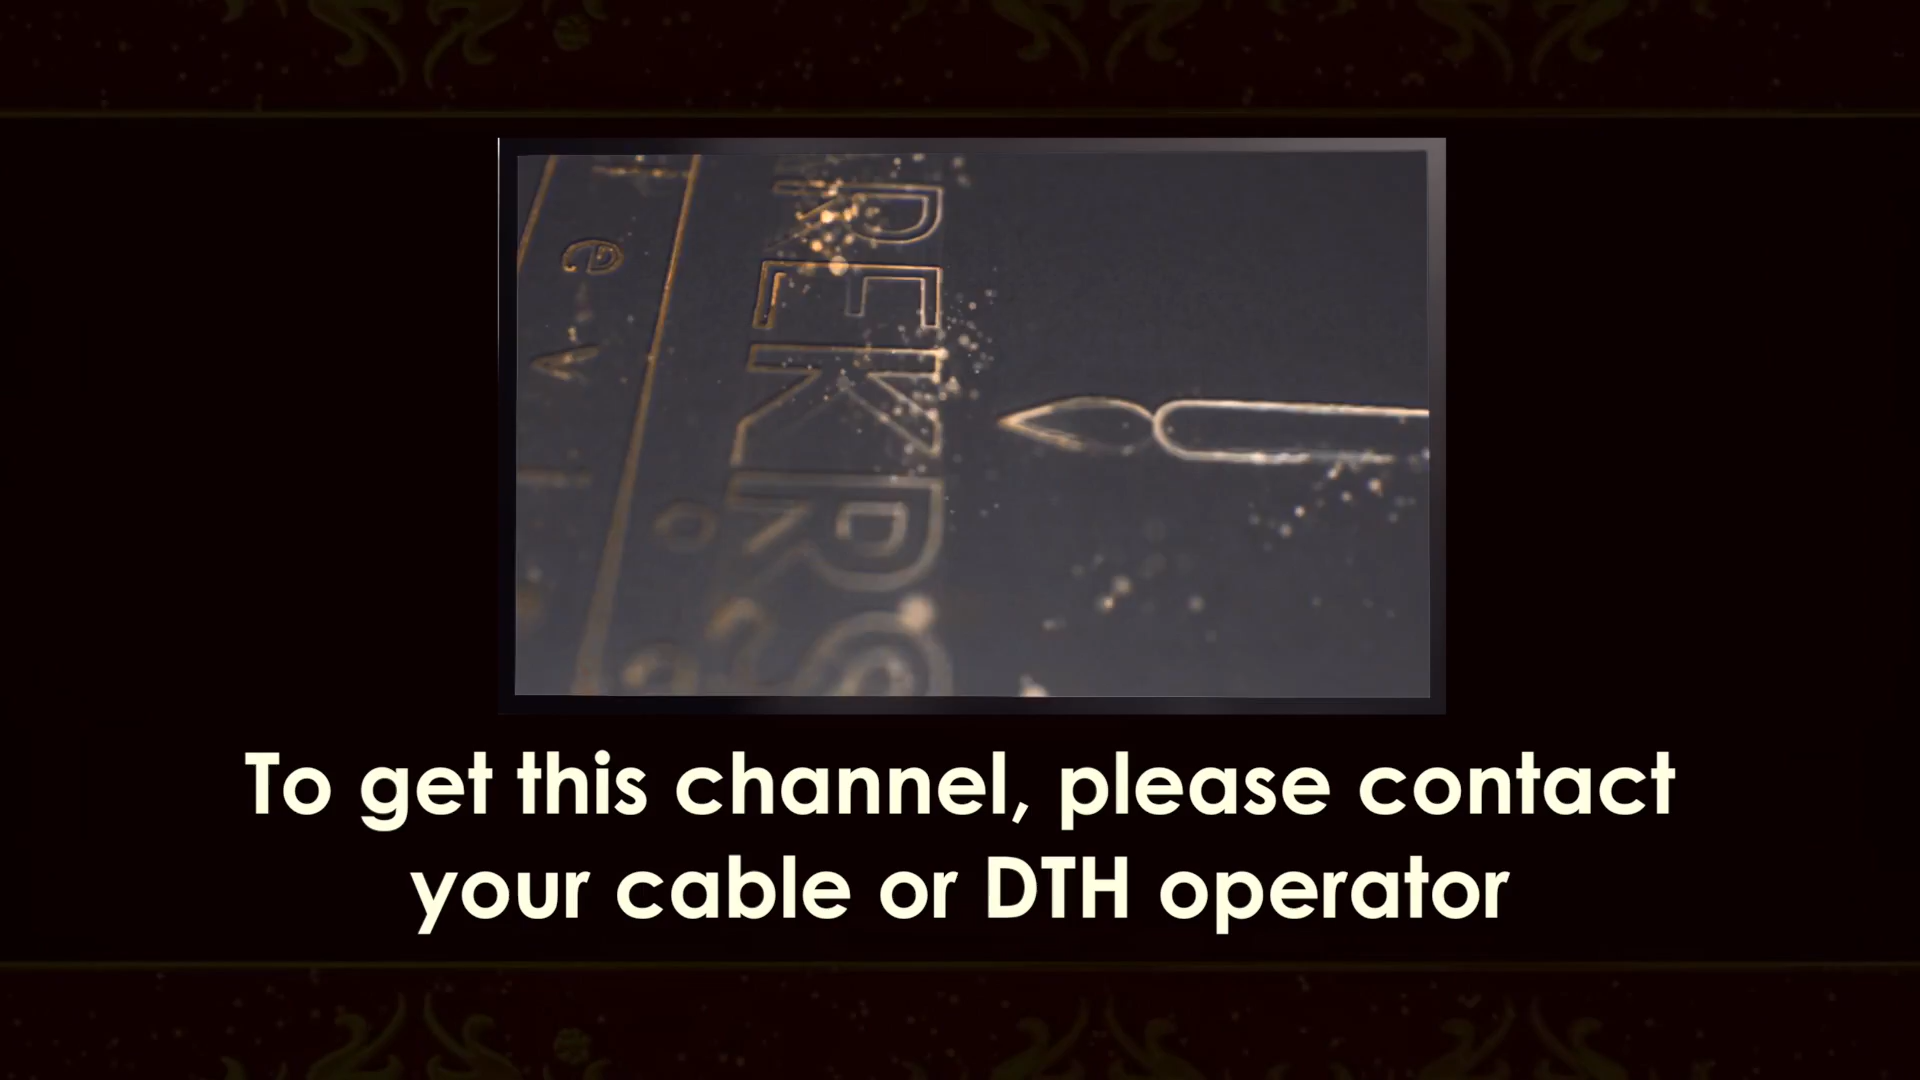 To get this channel, please contact
your cable or DTH operator